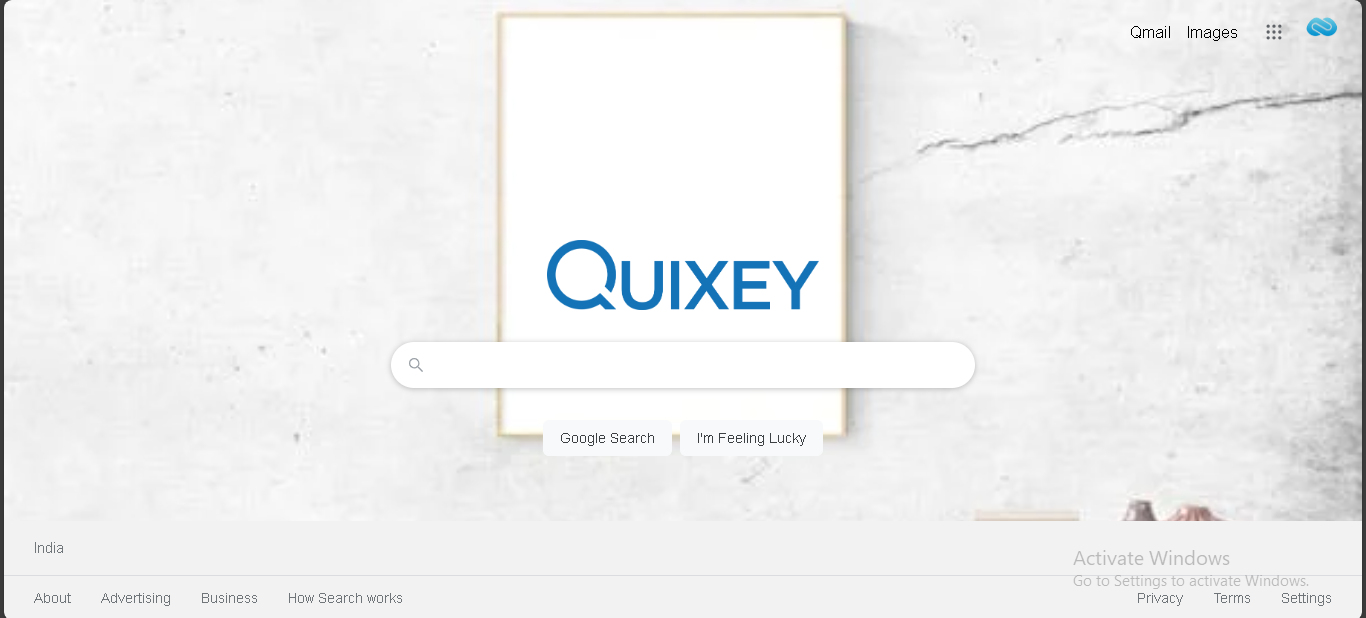 Qmail Images
QUIXEY
Google Search I'm Feeling Lucky
India
Activate Windows
Go to Settings to activate Windows.
About Advertising Business How Search works Privacy Terms Settings